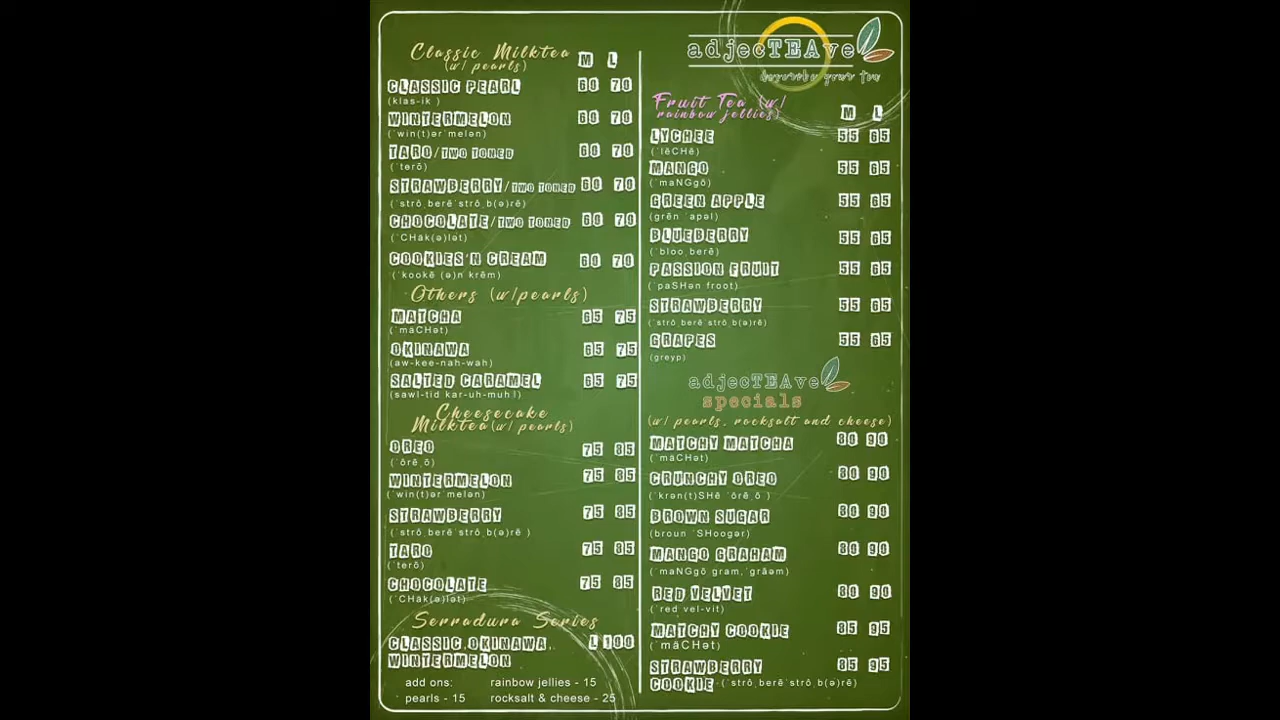 Classic Milktea M L
(w/ pearls)
CLASSIC PEARL 60 70
(klas-ik )
WINTERMELON 60 70
(ˈwin(t)ərˈmelən)
TARO/TWO TONED 60 70
(ˈterō)
STRAWBERRY/TWO TONED 60 70
(ˈstrôˌberēˈstrôˌb(ə)rē)
CHOCOLATE/TWO TONED 60 70
(ˈCHäk(ə)lət)
COOKIES'N CREAM 60 70
(ˈkookē (ə)nˈkrēm)
Others (w/pearls)
MATCHA 65 75
(ˈmäCHət)
OKINAWA 65 75
(aw-kee-nah-wah)
SALTED CARAMEL 65 75
(sawl-tid kar-uh-muhl)
Cheesecake
Milktea(w/ pearls)
OREO 75 85
(ˈôrēˌō)
WINTERMELON 75 85
(ˈwin(t)ərˈmelən)
STRAWBERRY 75 85
(ˈstrôˌberēˈstrôˌb(ə)rē )
TARO 75 85
(ˈterō)
CHOCOLATE 75 85
(ˈCHäk(ə)lət)
Serradura Series
CLASSIC,OKINAWA, L 100
WINTERMELON
add ons: rainbow jellies - 15
pearls - 15 rocksalt & cheese - 25
adjecTEAve
describe your tea
Fruit Tea (w/
rainbow jellies) M L
LYCHEE 55 65
(ˈlēCHē)
MANGO 55 65
(ˈmaNGgō)
GREEN APPLE 55 65
(grēn ˈapəl)
BLUEBERRY 55 65
(ˈblooˌberē)
PASSION FRUIT 55 65
(ˈpaSHən froot)
STRAWBERRY 55 65
(ˈstrôˌberēˈstrôˌb(ə)rē)
GRAPES 55 65
(greyp)
adjecTEAve
specials
(w/ pearls, rocksalt and cheese)
MATCHY MATCHA 80 90
(ˈmäCHət)
CRUNCHY OREO 80 90
(ˈkrən(t)SHē ˈôrēˌō )
BROWN SUGAR 80 90
(broun ˈSHoogər)
MANGO GRAHAM 80 90
(ˈmaNGgō gram,ˈgrāəm)
RED VELVET 80 90
(ˈred vel-vit)
MATCHY COOKIE 85 95
(ˈmäCHət)
STRAWBERRY 85 95
COOKIE (ˈstrôˌberēˈstrôˌb(ə)rē)